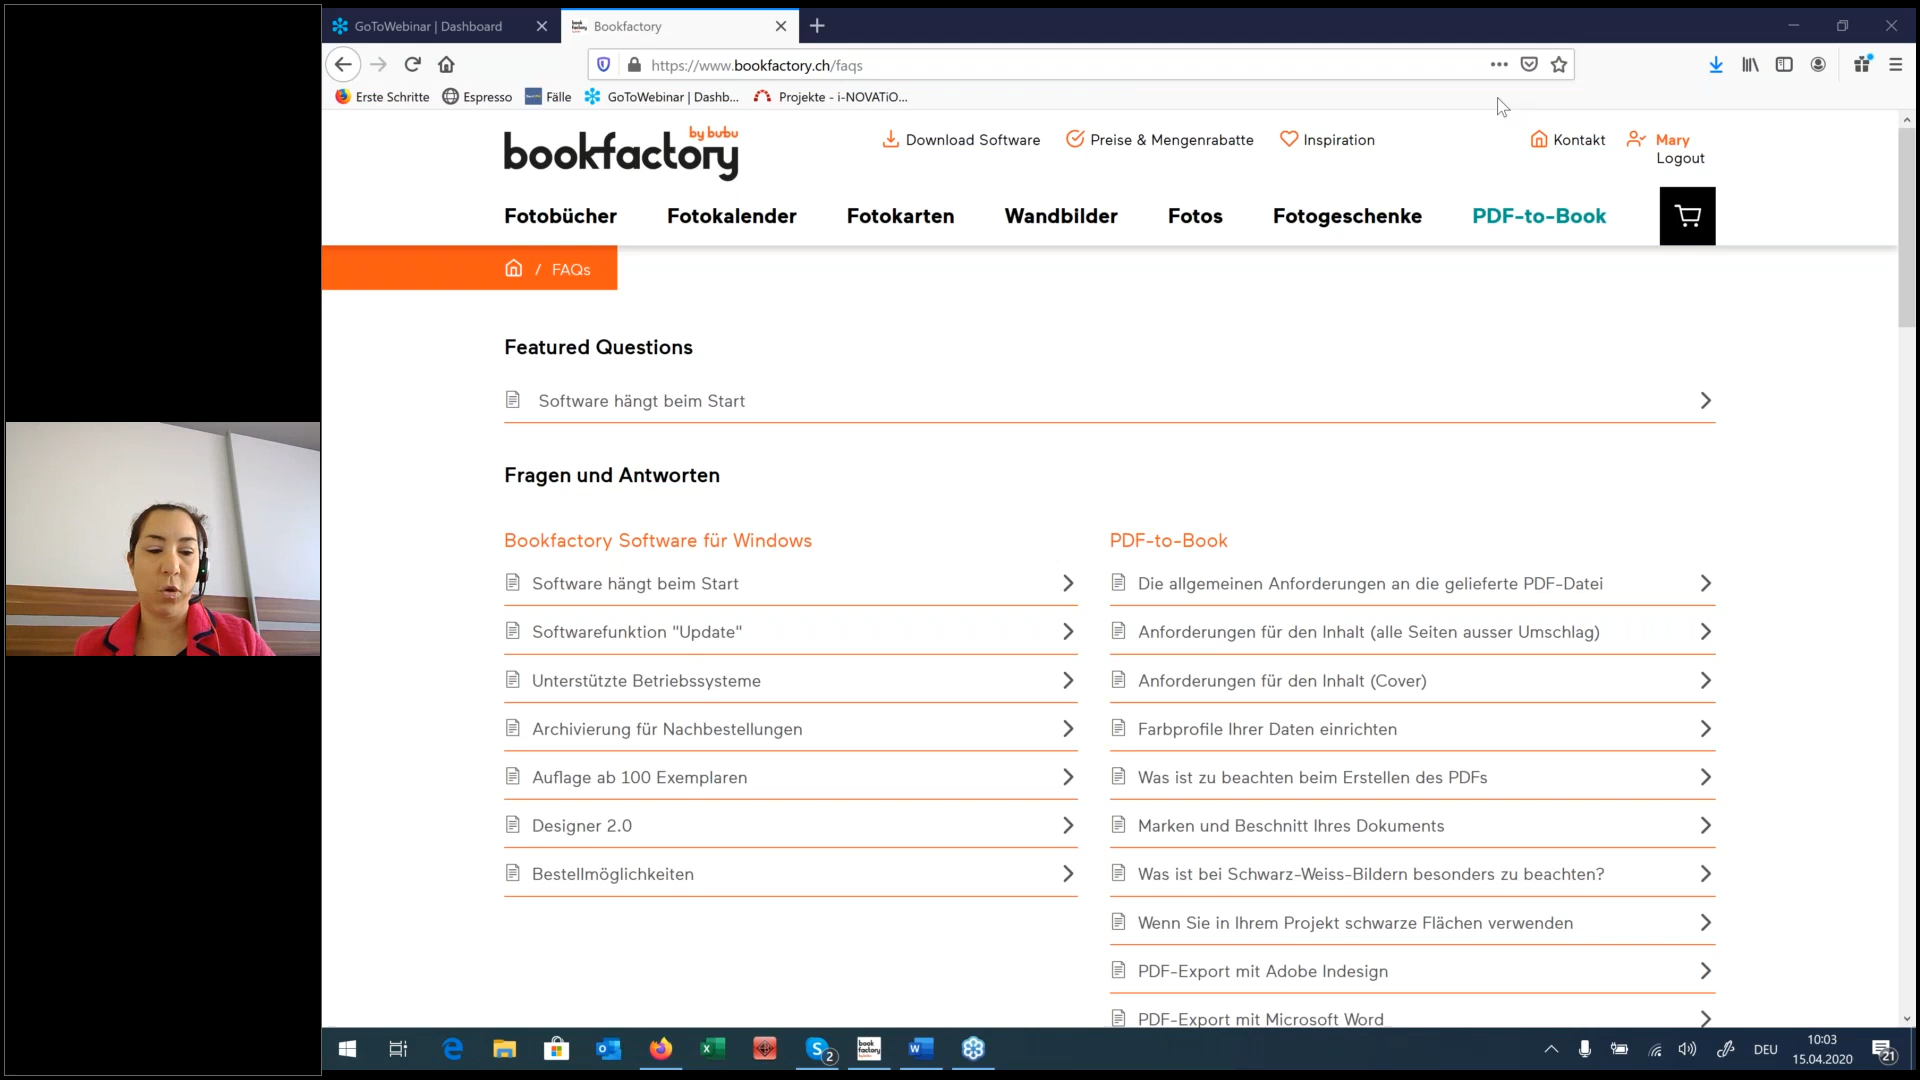 GoToWebinar | Dashboard
Bookfactory
https://www.bookfactory.ch/faqs
Erste Schritte
Espresso
Fälle
GoToWebinar | Dashb...
Projekte - i-NOVATiO...
by bubu
bookfactory
Download Software
Preise & Mengenrabatte
Inspiration
Kontakt
Mary
Logout
Fotobücher
Fotokalender
Fotokarten
Wandbilder
Fotos
Fotogeschenke
PDF-to-Book
/ FAQs
Featured Questions
Software hängt beim Start
Fragen und Antworten
Bookfactory Software für Windows
Software hängt beim Start
Softwarefunktion "Update"
Unterstützte Betriebssysteme
Archivierung für Nachbestellungen
Auflage ab 100 Exemplaren
Designer 2.0
Bestellmöglichkeiten
PDF-to-Book
Die allgemeinen Anforderungen an die gelieferte PDF-Datei
Anforderungen für den Inhalt (alle Seiten ausser Umschlag)
Anforderungen für den Inhalt (Cover)
Farbprofile Ihrer Daten einrichten
Was ist zu beachten beim Erstellen des PDFs
Marken und Beschnitt Ihres Dokuments
Was ist bei Schwarz-Weiss-Bildern besonders zu beachten?
Wenn Sie in Ihrem Projekt schwarze Flächen verwenden
PDF-Export mit Adobe Indesign
PDF-Export mit Microsoft Word
2
book
factory
DEU
10:03
15.04.2020
21